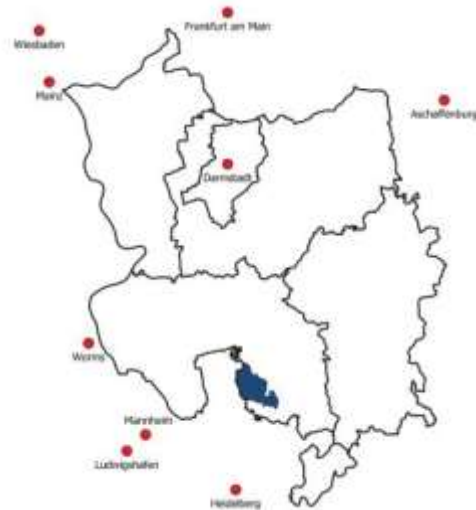 Frankfurt am Main
Wiesbaden
Mainz
Aschaffenburg
Darmstadt
Worms
Mannheim
Ludwigshafen
Heidelberg